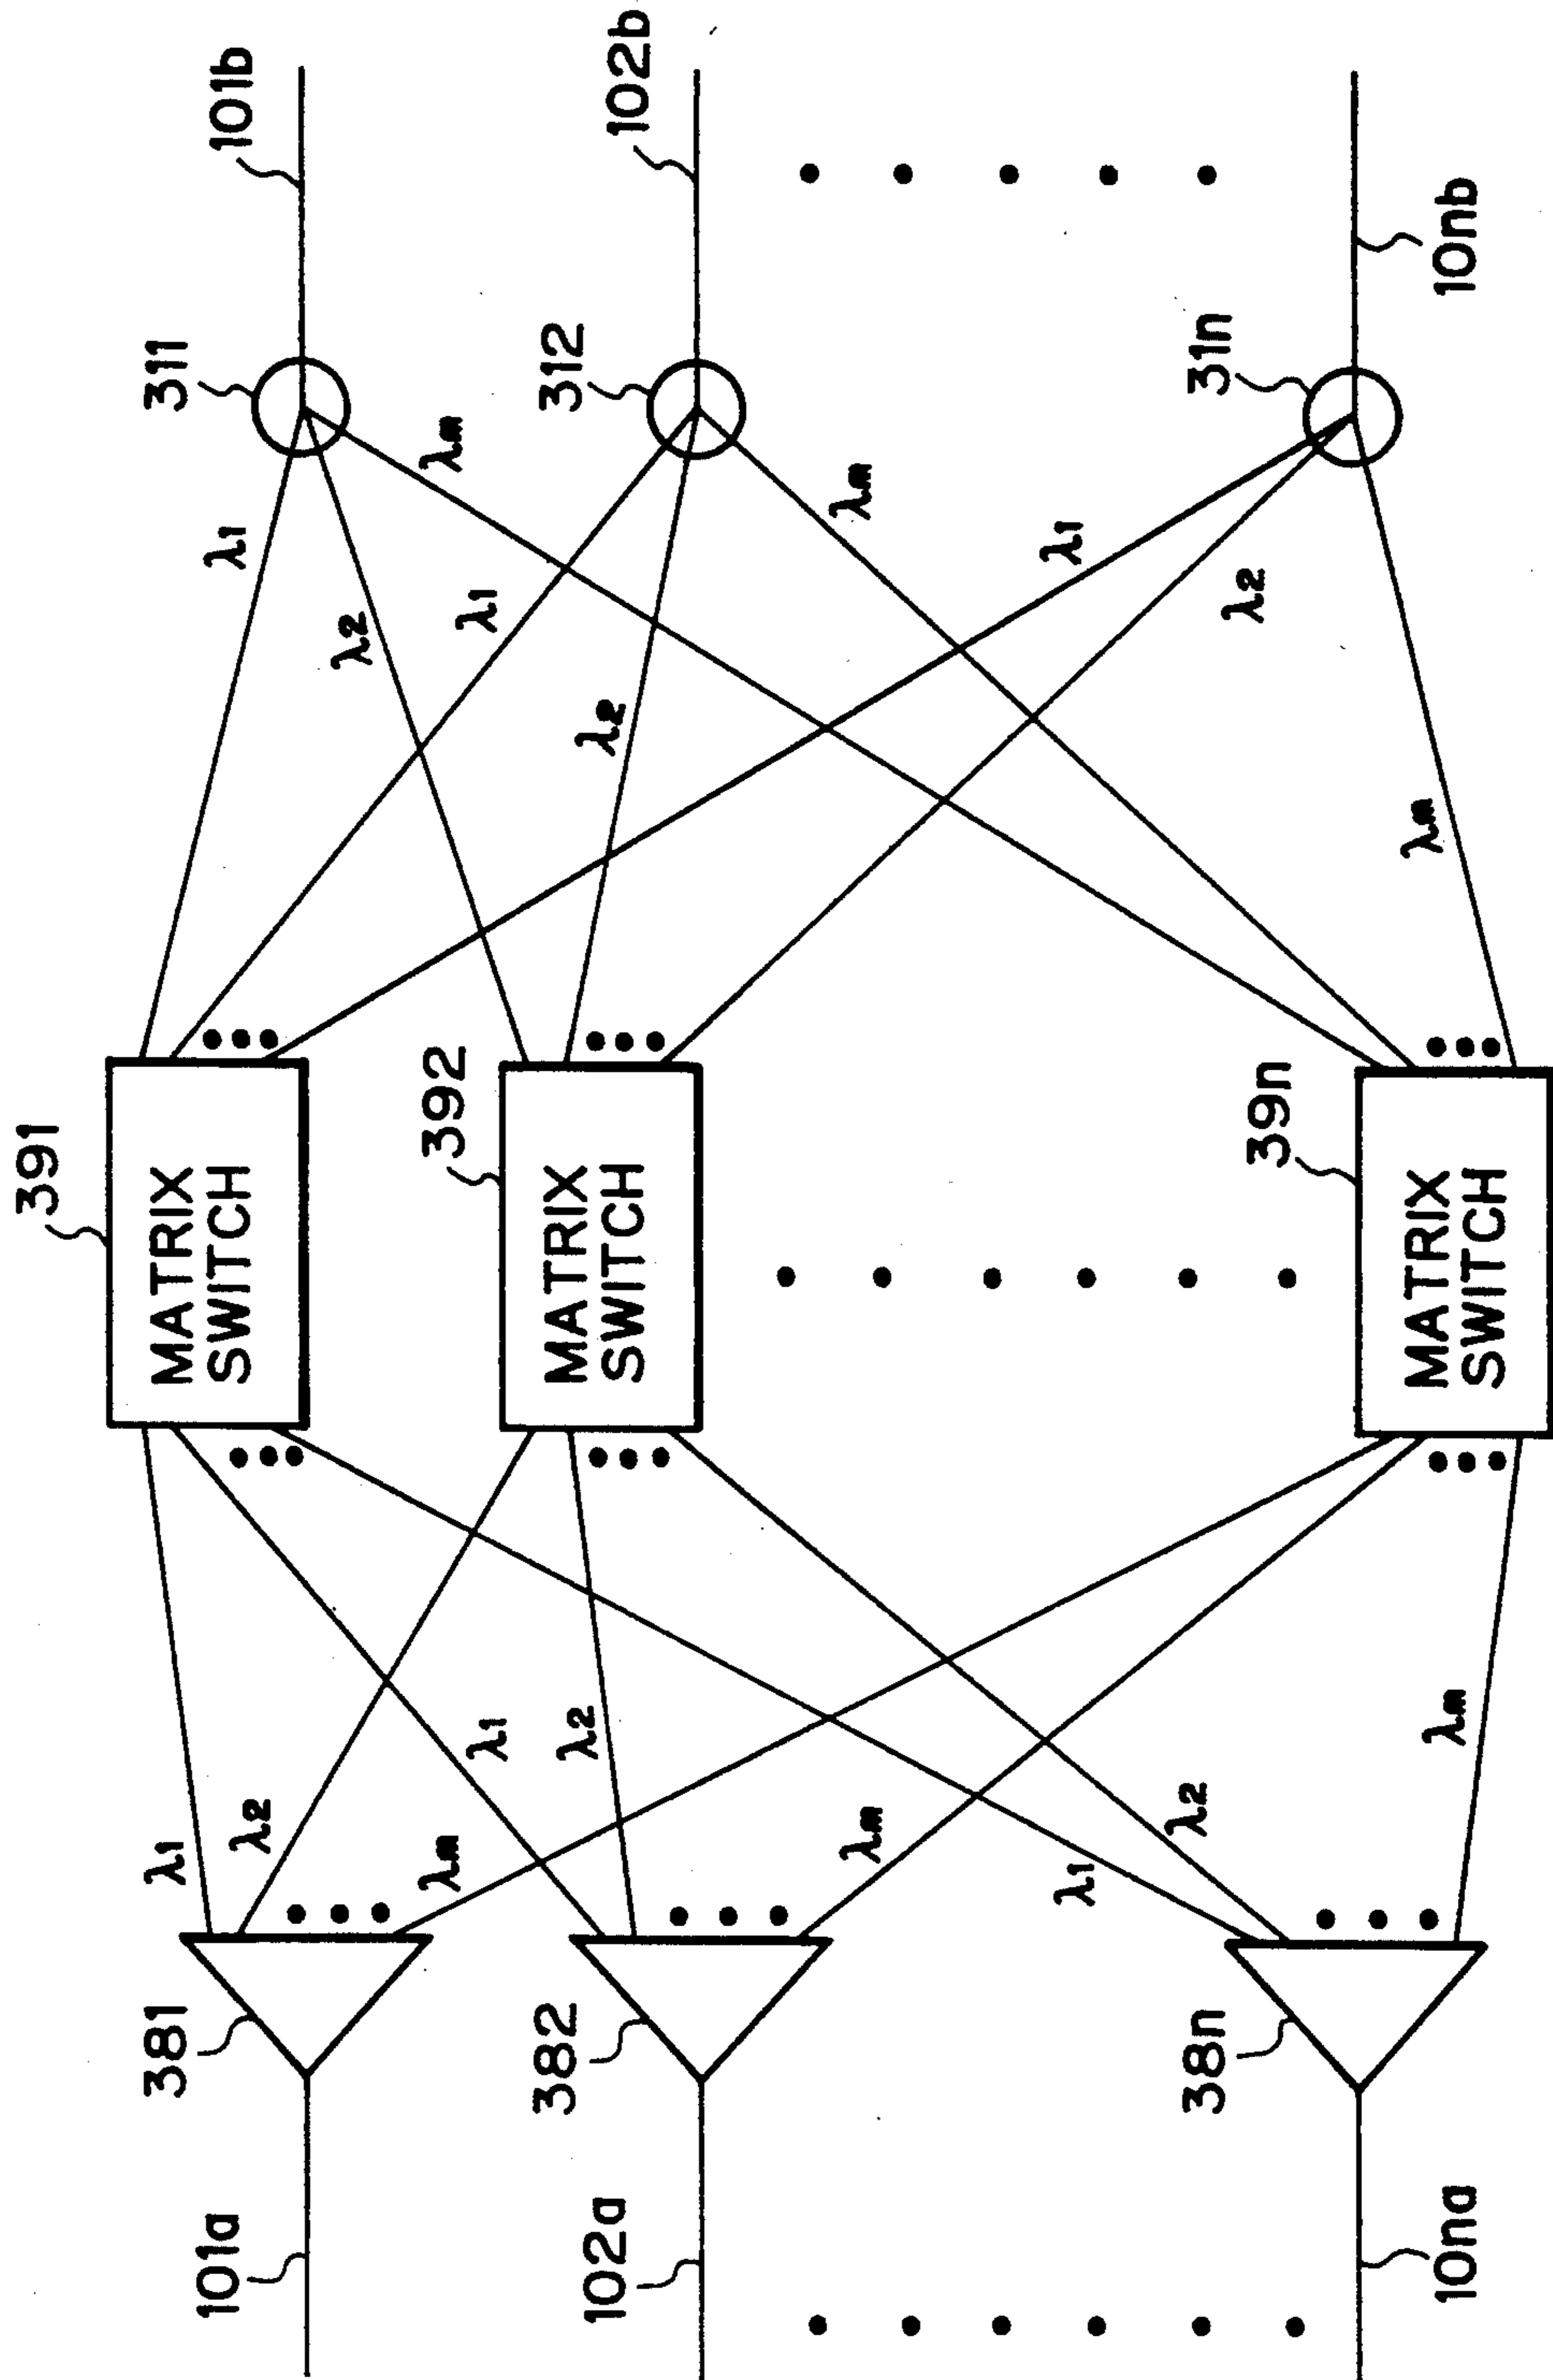 391
381
λ1
MATRIX
SWITCH
311
101a
λ2
λ1
101b
λ2
λm
λ1
392
λm
λ1
λ2
MATRIX
SWITCH
λ2
382
312
102a
102b
λm
λm
λ1
λ1
38n
λ2
39n
λ2
31n
10na
λm
MATRIX
SWITCH
λm
10nb